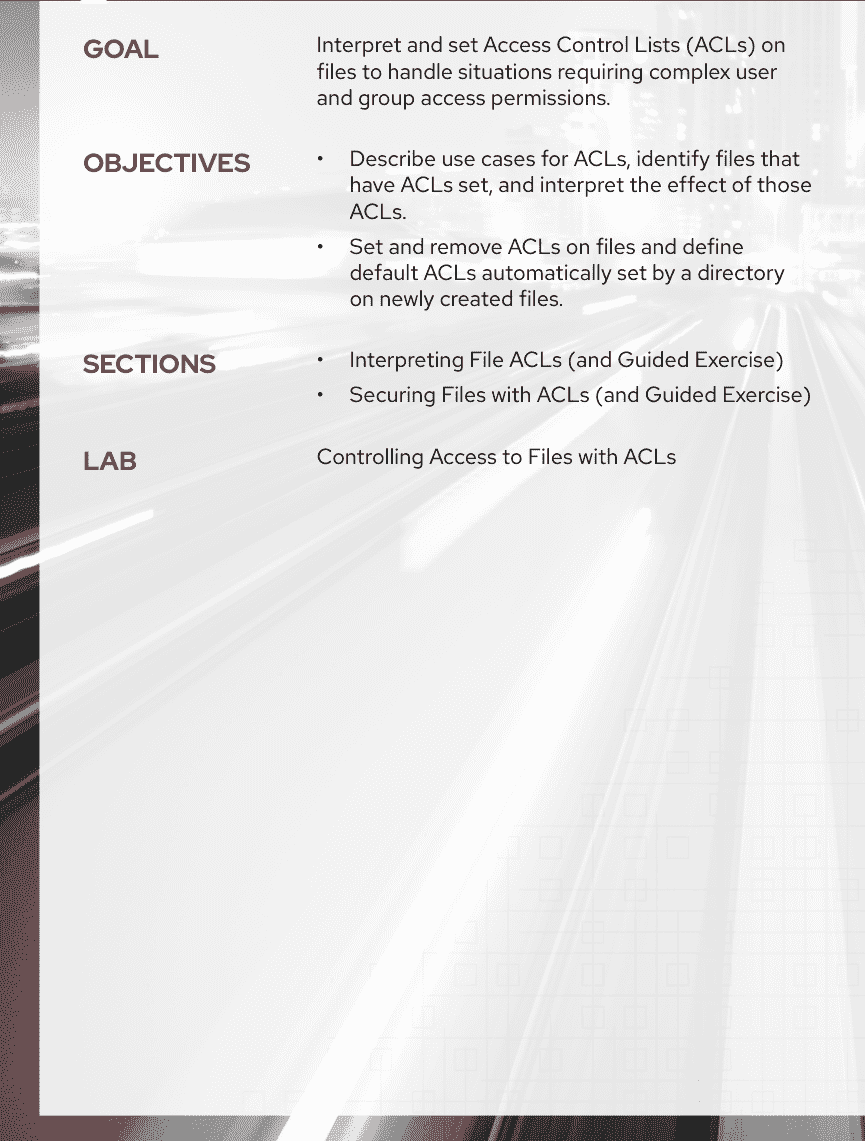 GOAL
Interpret and set Access Control Lists (ACLs) on
files to handle situations requiring complex user
and group access permissions.
OBJECTIVES
• Describe use cases for ACLs, identify files that
have ACLs set, and interpret the effect of those
ACLs.
• Set and remove ACLs on files and define
default ACLs automatically set by a directory
on newly created files.
SECTIONS
• Interpreting File ACLs (and Guided Exercise)
• Securing Files with ACLs (and Guided Exercise)
LAB
Controlling Access to Files with ACLs